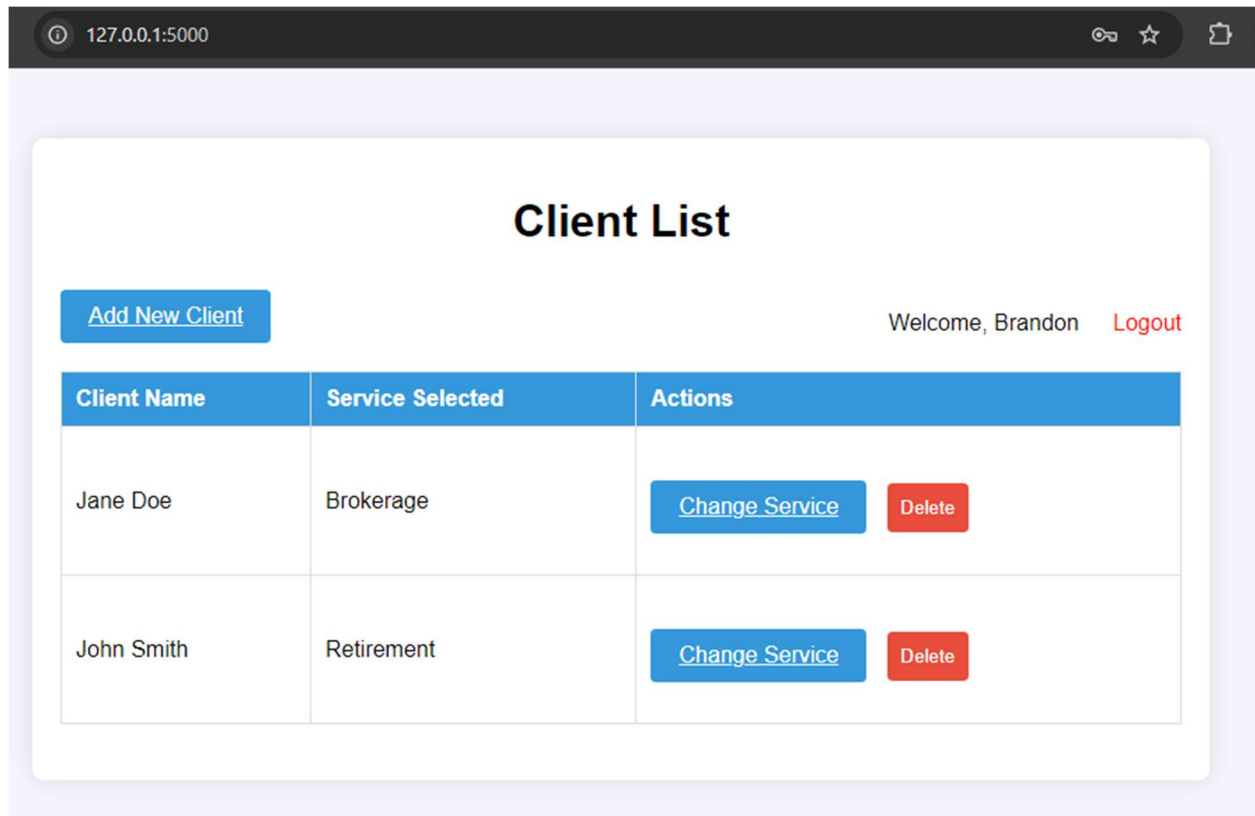 127.0.0.1:5000
Client List
Add New Client
Welcome, Brandon Logout
Client Name Service Selected Actions
Jane Doe Brokerage Change Service Delete
John Smith Retirement Change Service Delete